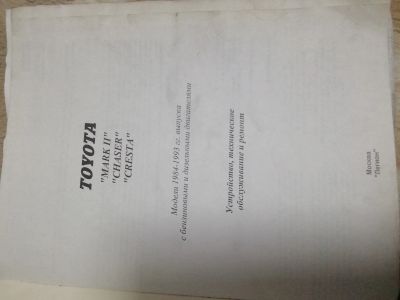 TOYOTA
"MARK II"
"CHASER"
"CRESTA"
Модели 1984-1993 гг. выпуска
с бензиновыми и дизельными двигателями
Устройство, техническое
обслуживание и ремонт
Москва
"Легион"